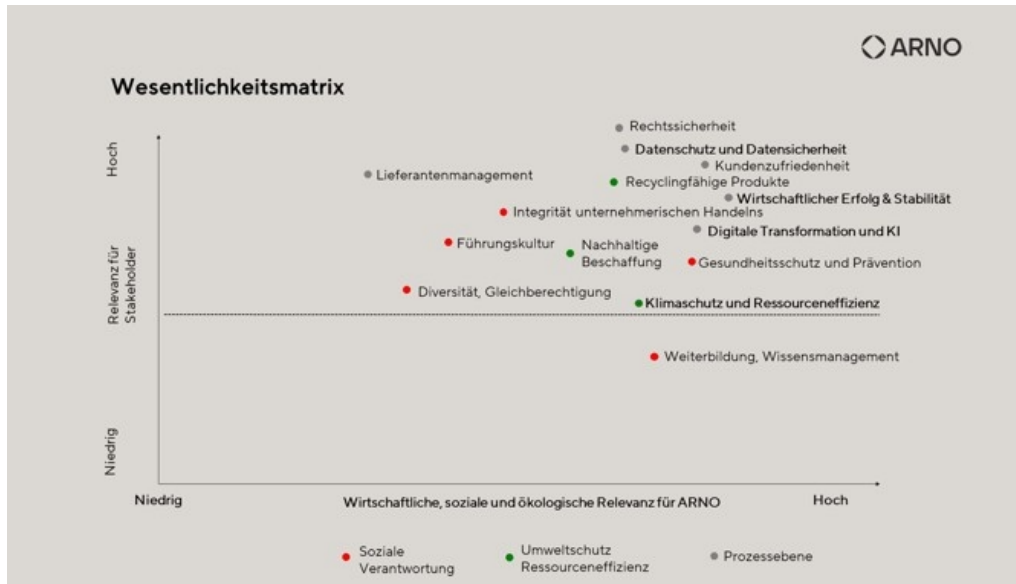 ARNO
Wesentlichkeitsmatrix
Hoch
Relevanz für
Stakeholder
Niedrig
Rechtssicherheit
Datenschutz und Datensicherheit
Kundenzufriedenheit
Lieferantenmanagement
Recyclingfähige Produkte
Wirtschaftlicher Erfolg & Stabilität
Integrität unternehmerischen Handelns
Digitale Transformation und KI
Führungskultur
Nachhaltige
Beschaffung
Gesundheitsschutz und Prävention
Diversität, Gleichberechtigung
Klimaschutz und Ressourceneffizienz
Weiterbildung, Wissensmanagement
Niedrig
Wirtschaftliche, soziale und ökologische Relevanz für ARNO
Hoch
Soziale
Verantwortung
Umweltschutz
Ressourceneffizienz
Prozessebene